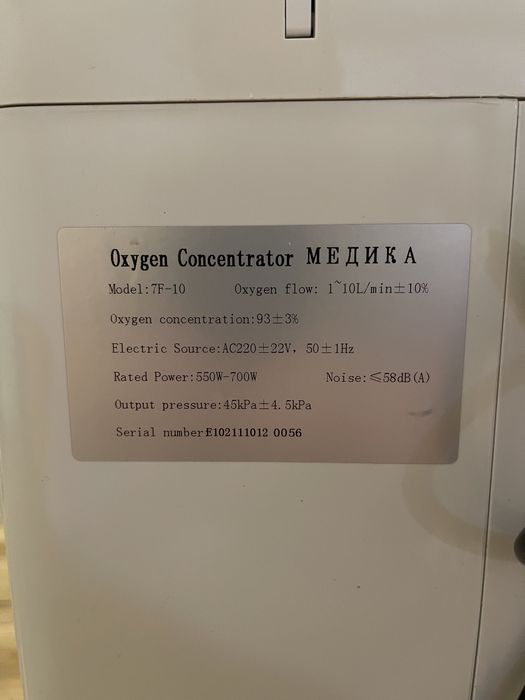 Oxygen Concentrator МЕДИКА
Model:7F-10 Oxygen flow: 1~10L/min±10%
Oxygen concentration:93±3%
Electric Source:AC220±22V, 50±1Hz
Rated Power:550W-700W Noise:≤58dB(A)
Output pressure:45kPa±4.5kPa
Serial number:E102111012 0056